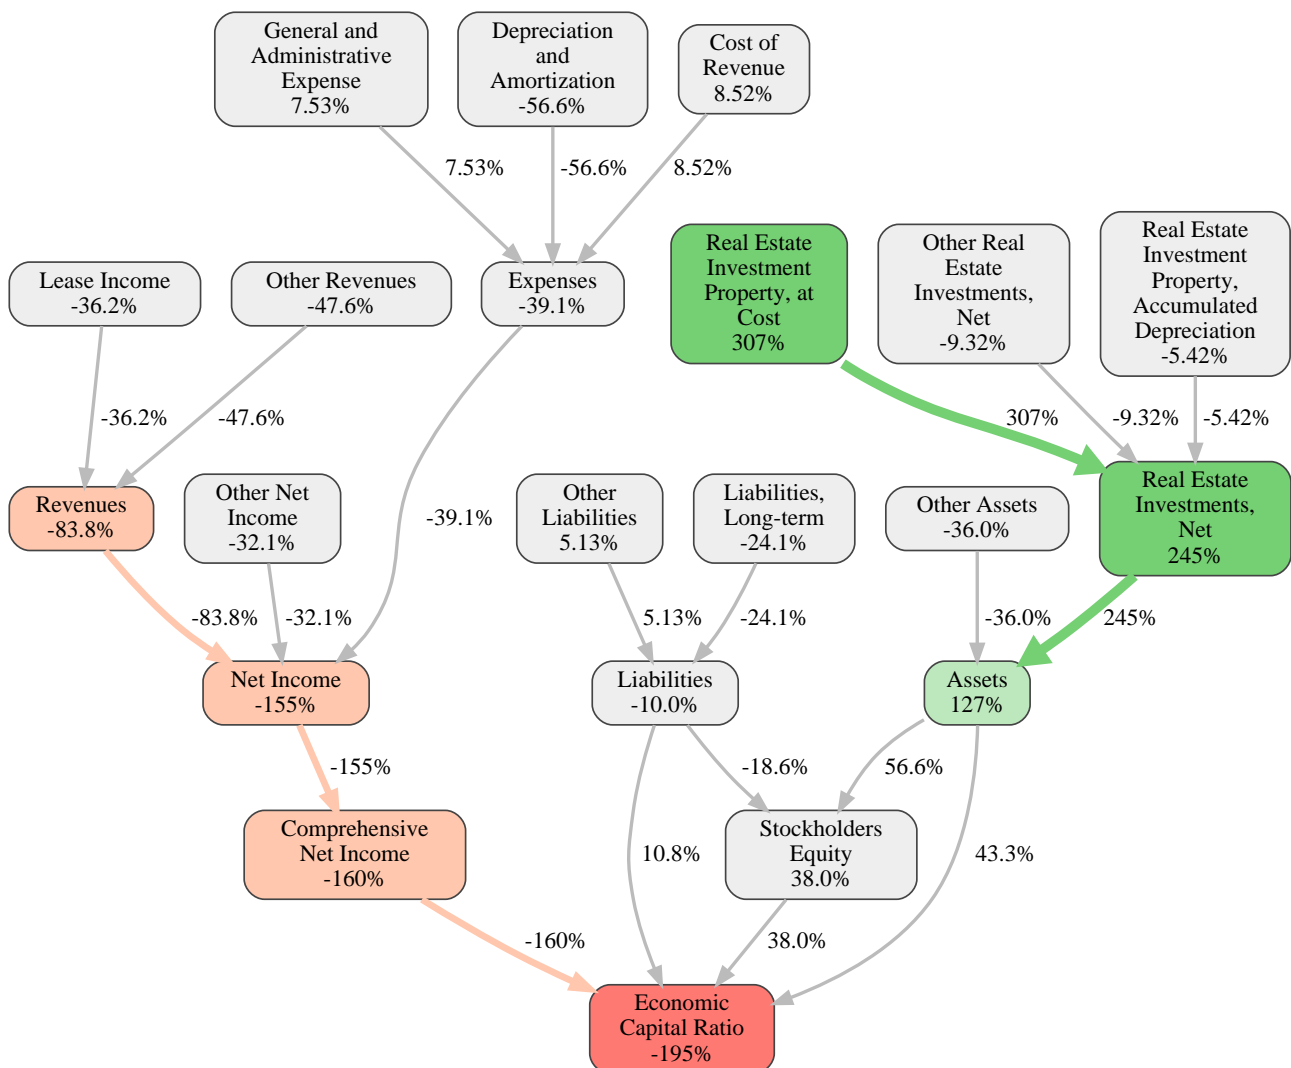 General and
Administrative
Expense
7.53%
Depreciation
and
Amortization
-56.6%
Cost of
Revenue
8.52%
7.53%
-56.6%
8.52%
Lease Income
-36.2%
Other Revenues
-47.6%
Expenses
-39.1%
Real Estate
Investment
Property, at
Cost
307%
Other Real
Estate
Investments,
Net
-9.32%
Real Estate
Investment
Property,
Accumulated
Depreciation
-5.42%
-36.2%
-47.6%
307%
-9.32%
-5.42%
Revenues
-83.8%
Other Net
Income
-32.1%
-39.1%
Other
Liabilities
5.13%
Liabilities,
Long-term
-24.1%
Other Assets
-36.0%
Real Estate
Investments,
Net
245%
-83.8%
-32.1%
5.13%
-24.1%
-36.0%
245%
Net Income
-155%
Liabilities
-10.0%
Assets
127%
-155%
-18.6%
56.6%
Comprehensive
Net Income
-160%
10.8%
Stockholders
Equity
38.0%
43.3%
-160%
38.0%
Economic
Capital Ratio
-195%